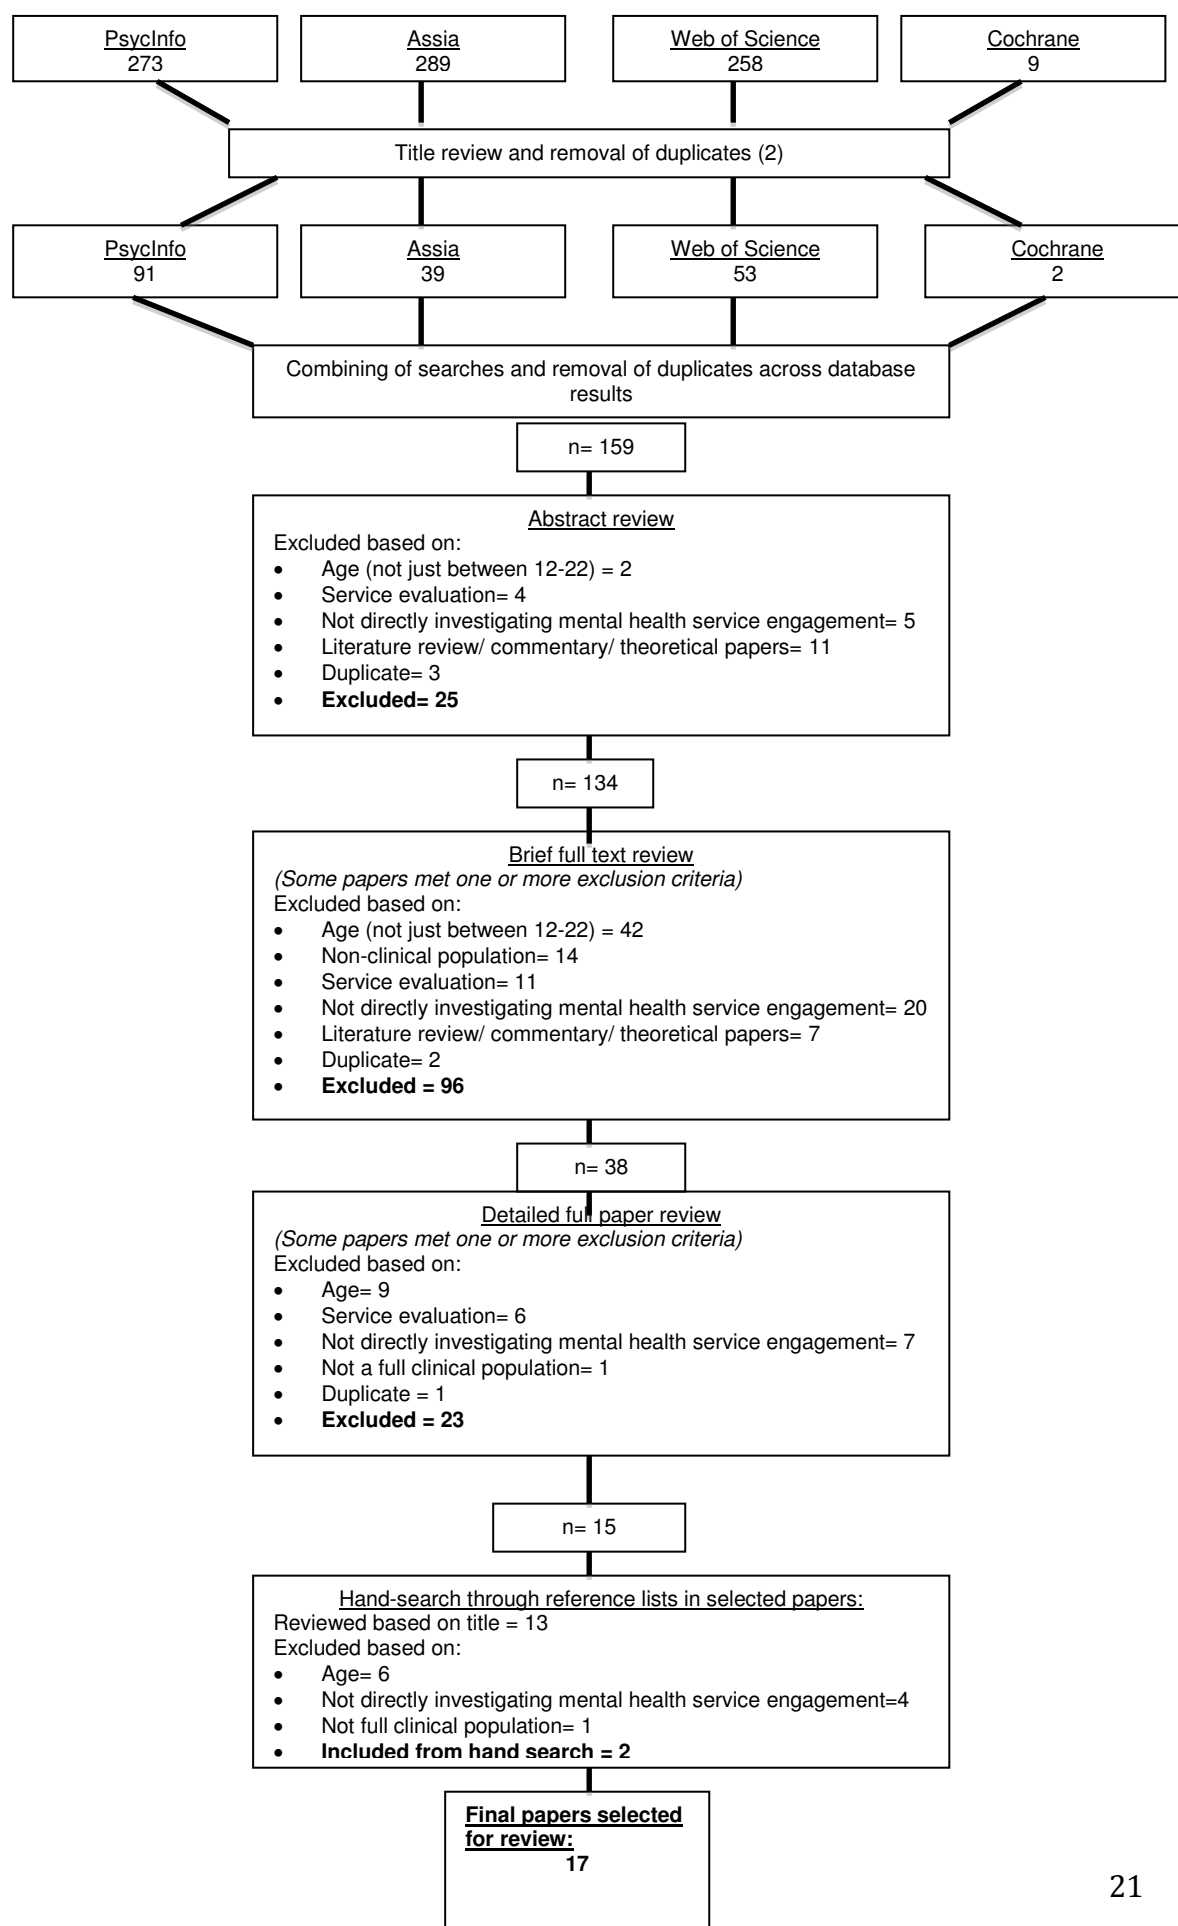 PsycInfo
273
Assia
289
Web of Science
258
Cochrane
9
Title review and removal of duplicates (2)
PsycInfo
91
Assia
39
Web of Science
53
Cochrane
2
Combining of searches and removal of duplicates across database
results
n= 159
Abstract review
Excluded based on:
• Age (not just between 12-22) = 2
• Service evaluation= 4
• Not directly investigating mental health service engagement= 5
• Literature review/ commentary/ theoretical papers= 11
• Duplicate= 3
• Excluded= 25
n= 134
Brief full text review
(Some papers met one or more exclusion criteria)
Excluded based on:
• Age (not just between 12-22) = 42
• Non-clinical population= 14
• Service evaluation= 11
• Not directly investigating mental health service engagement= 20
• Literature review/ commentary/ theoretical papers= 7
• Duplicate= 2
• Excluded = 96
n= 38
Detailed full paper review
(Some papers met one or more exclusion criteria)
Excluded based on:
• Age= 9
• Service evaluation= 6
• Not directly investigating mental health service engagement= 7
• Not a full clinical population= 1
• Duplicate = 1
• Excluded = 23
n= 15
Hand-search through reference lists in selected papers:
Reviewed based on title = 13
Excluded based on:
• Age= 6
• Not directly investigating mental health service engagement=4
• Not full clinical population= 1
• Included from hand search = 2
Final papers selected
for review:
17
21